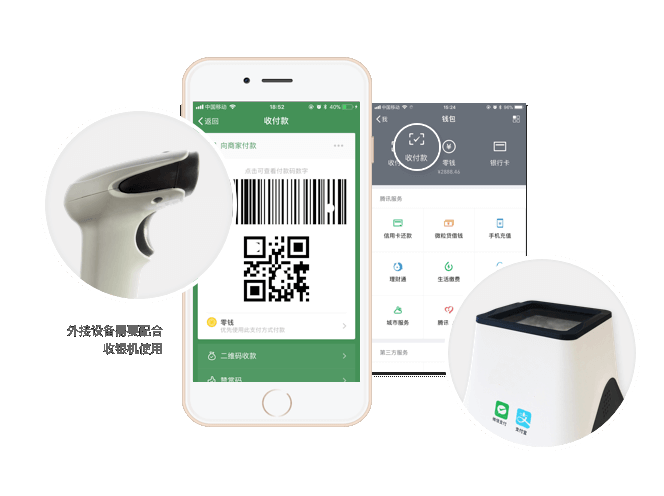 中国移动 18:52 40%
返回 收付款
向商家付款
点击可查看付款码数字
零钱
优先使用此支付方式付款
二维码收款
赞赏码
中国移动 15:24 96%
我 钱包
收付款 零钱 银行卡
¥2888.66
腾讯服务
信用卡还款 微粒贷借钱 手机充值
理财通 生活缴费
城市服务 腾讯
第三方服务
外接设备需要配合
收银机使用
微信支付 支付宝